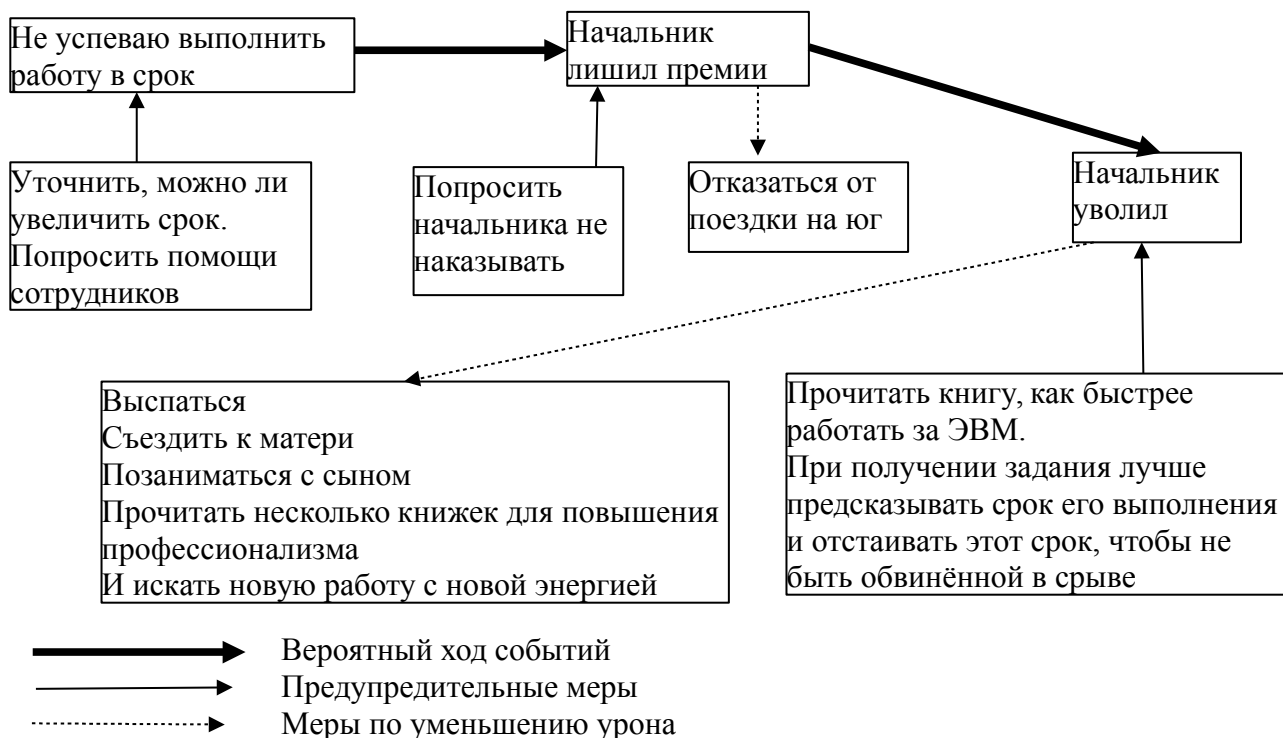 Не успеваю выполнить
работу в срок
Начальник
лишил премии
Уточнить, можно ли
увеличить срок.
Попросить помощи
сотрудников
Попросить
начальника не
наказывать
Отказаться от
поездки на юг
Начальник
уволил
Выспаться
Съездить к матери
Позаниматься с сыном
Прочитать несколько книжек для повышения
профессионализма
И искать новую работу с новой энергией
Прочитать книгу, как быстрее
работать за ЭВМ.
При получении задания лучше
предсказывать срок его выполнения
и отстаивать этот срок, чтобы не
быть обвинённой в срыве
Вероятный ход событий
Предупредительные меры
Меры по уменьшению урона